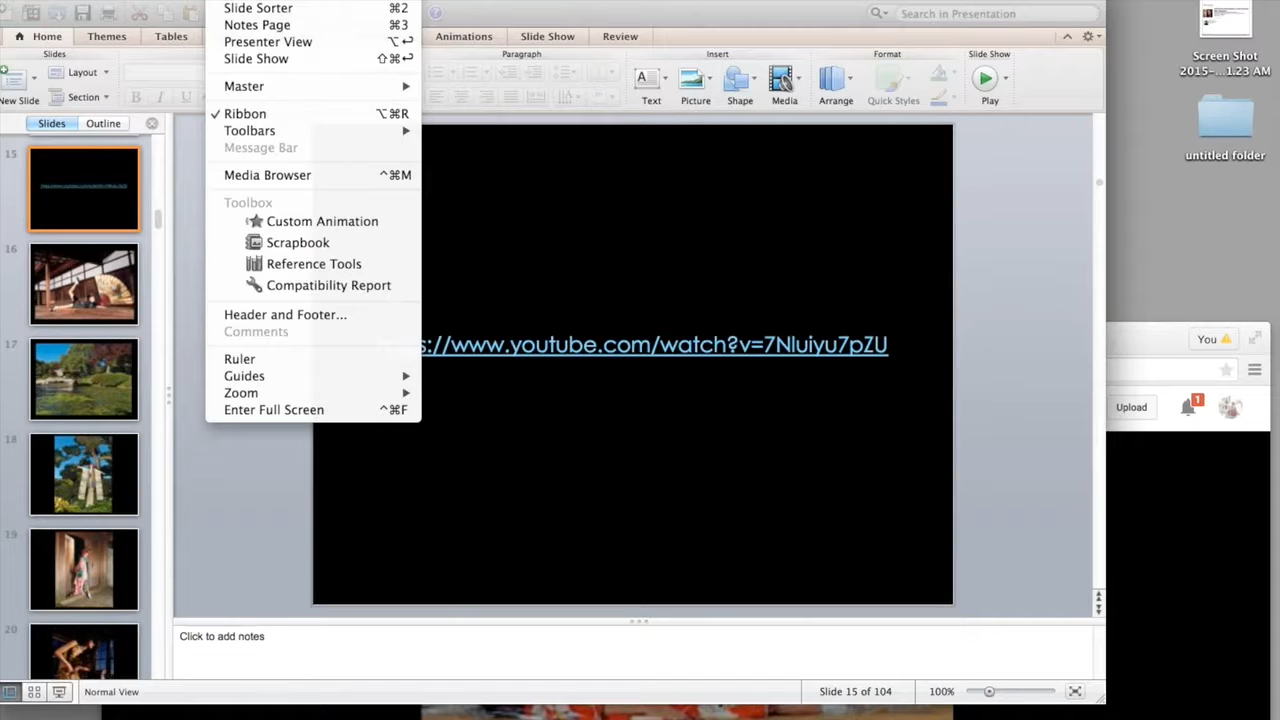 Slide Sorter ⌘2
Notes Page ⌘3
Presenter View ⌥↩
Slide Show ⇧⌘↩
Master
✓ Ribbon ⌥⌘R
Toolbars
Message Bar
Media Browser ^⌘M
Toolbox
Custom Animation
Scrapbook
Reference Tools
Compatibility Report
Header and Footer...
Comments
Ruler
Guides
Zoom
Enter Full Screen ^⌘F
Search in Presentation
Home Themes Tables Animations Slide Show Review
Slides Paragraph Insert Format Slide Show
New Slide Layout Section B I U
Text Picture Shape Media Arrange Quick Styles Play
Slides Outline
15
16
17
18
19
20
s://www.youtube.com/watch?v=7Nluiyu7pZU
Click to add notes
Normal View Slide 15 of 104 100%
Screen Shot
2015-...1.23 AM
untitled folder
You
Upload 1